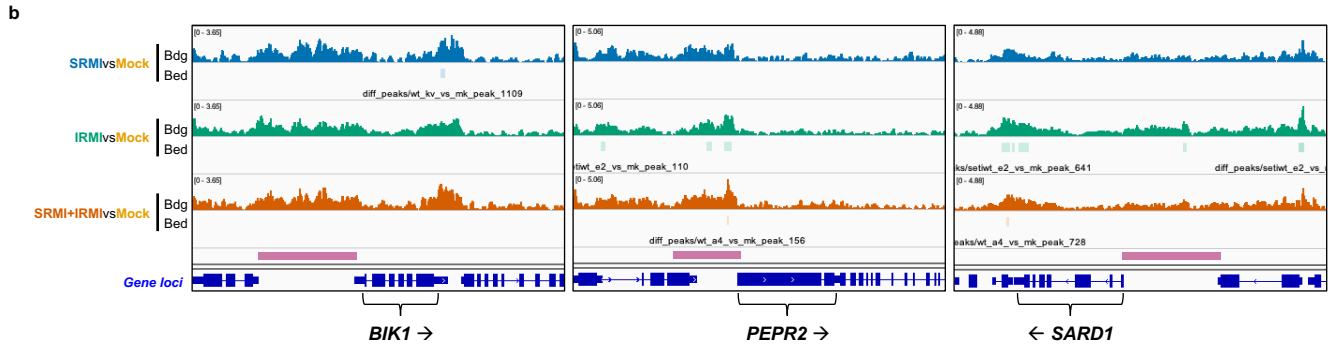 b
[0 - 3.65]
[0 - 5.06]
[0 - 4.88]
SRMIvsMock
Bdg
Bed
diff_peaks/wt_kv_vs_mk_peak_1109
[0 - 3.65]
[0 - 5.06]
[0 - 4.88]
IRMIvsMock
Bdg
Bed
etiwt_e2_vs_mk_peak_110
ks/setiwt_e2_vs_mk_peak_641
diff_peaks/setiwt_e2_vs_
[0 - 3.65]
[0 - 5.06]
[0 - 4.88]
SRMI+IRMIvsMock
Bdg
Bed
diff_peaks/wt_a4_vs_mk_peak_156
eaks/wt_a4_vs_mk_peak_728
Gene loci
BIK1 →
PEPR2 →
← SARD1